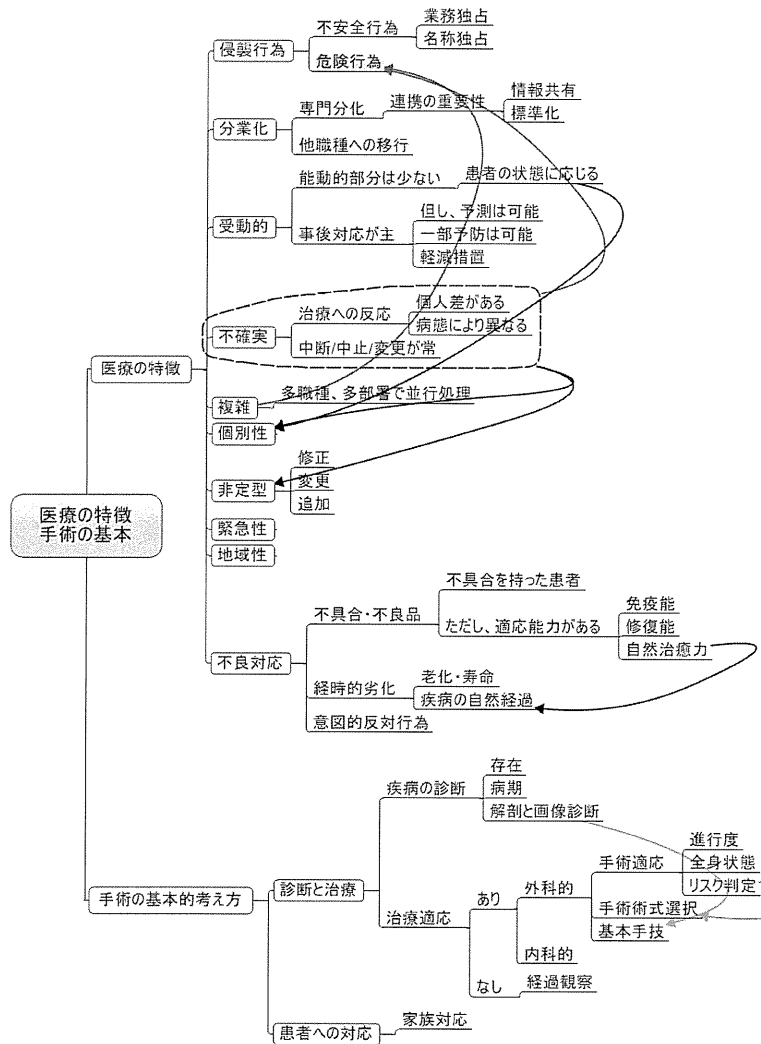 業務独占
不安全行為
名称独占
侵襲行為
危険行為
情報共有
専門分化
連携の重要性
標準化
分業化
他職種への移行
能動的部分は少ない
患者の状態に応じる
受動的
但し、予測は可能
事後対応が主
一部予防は可能
軽減措置
個人差がある
治療への反応
病態により異なる
不確実
中断/中止/変更が常
医療の特徴
複雑
多職種、多部署で並行処理
個別性
修正
非定型
変更
追加
医療の特徴
手術の基本
緊急性
地域性
不具合を持った患者
不具合・不良品
免疫能
ただし、適応能力がある
修復能
自然治癒力
不良対応
老化・寿命
経時的劣化
疾病の自然経過
意図的反対行為
存在
疾病の診断
病期
解剖と画像診断
進行度
手術適応
全身状態
リスク判定
診断と治療
外科的
手術の基本的考え方
あり
手術術式選択
治療適応
基本手技
内科的
なし
経過観察
患者への対応
家族対応